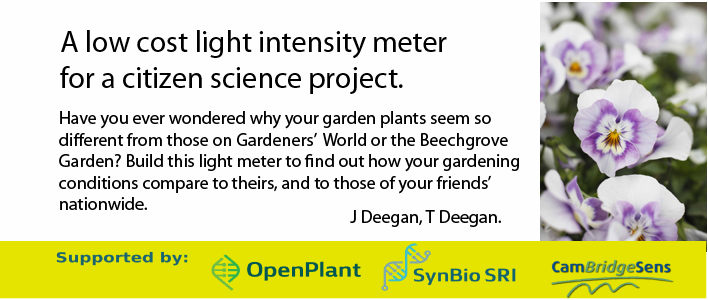 A low cost light intensity meter
for a citizen science project.
Have you ever wondered why your garden plants seem so
different from those on Gardeners’ World or the Beechgrove
Garden? Build this light meter to find out how your gardening
conditions compare to theirs, and to those of your friends’
nationwide.
J Deegan, T Deegan.
Supported by:
OpenPlant
SynBio SRI
CamBridgeSens